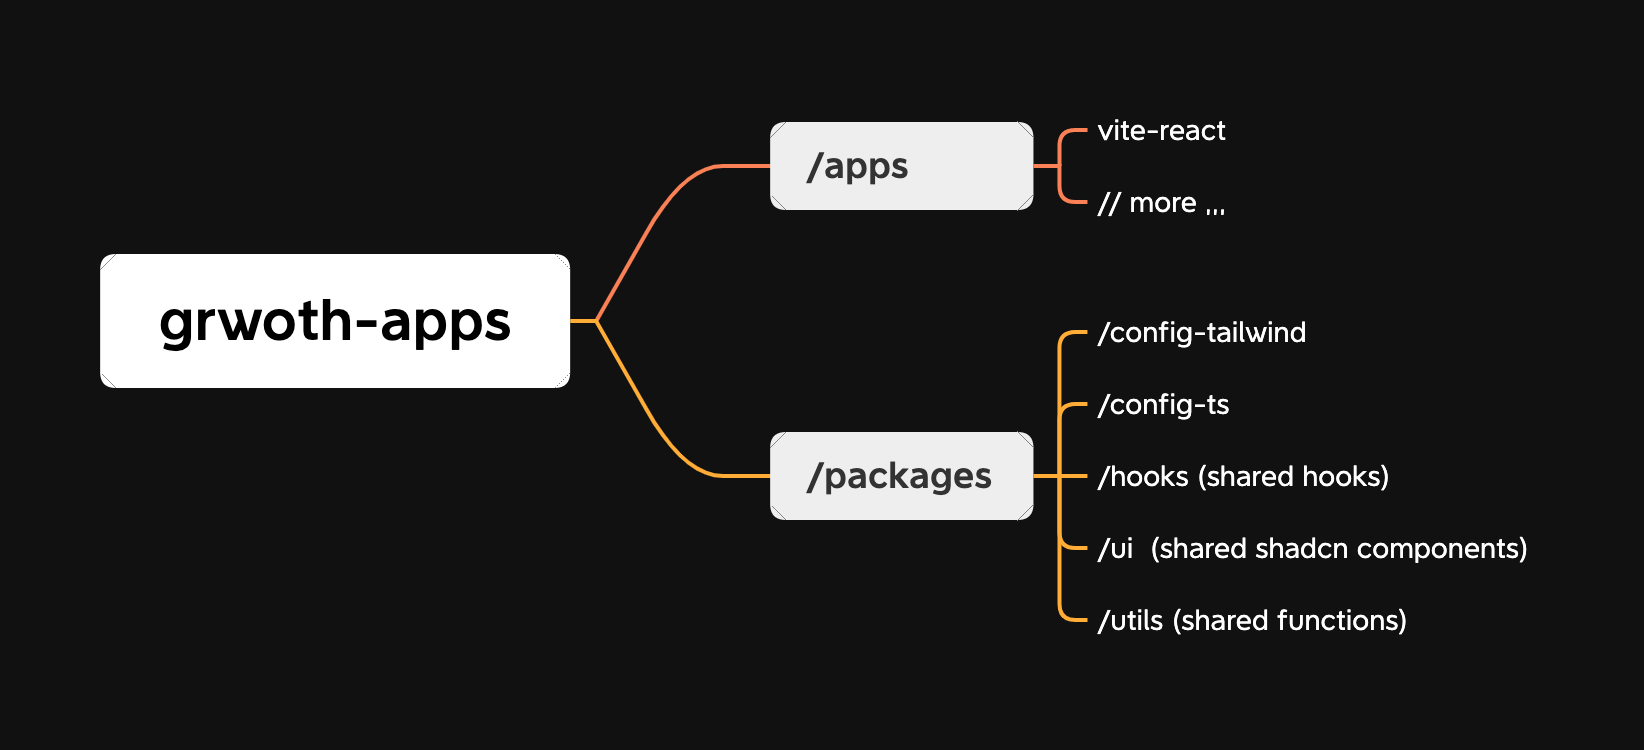 grwoth-apps
/apps
vite-react
// more ...
/packages
/config-tailwind
/config-ts
/hooks (shared hooks)
/ui (shared shadcn components)
/utils (shared functions)